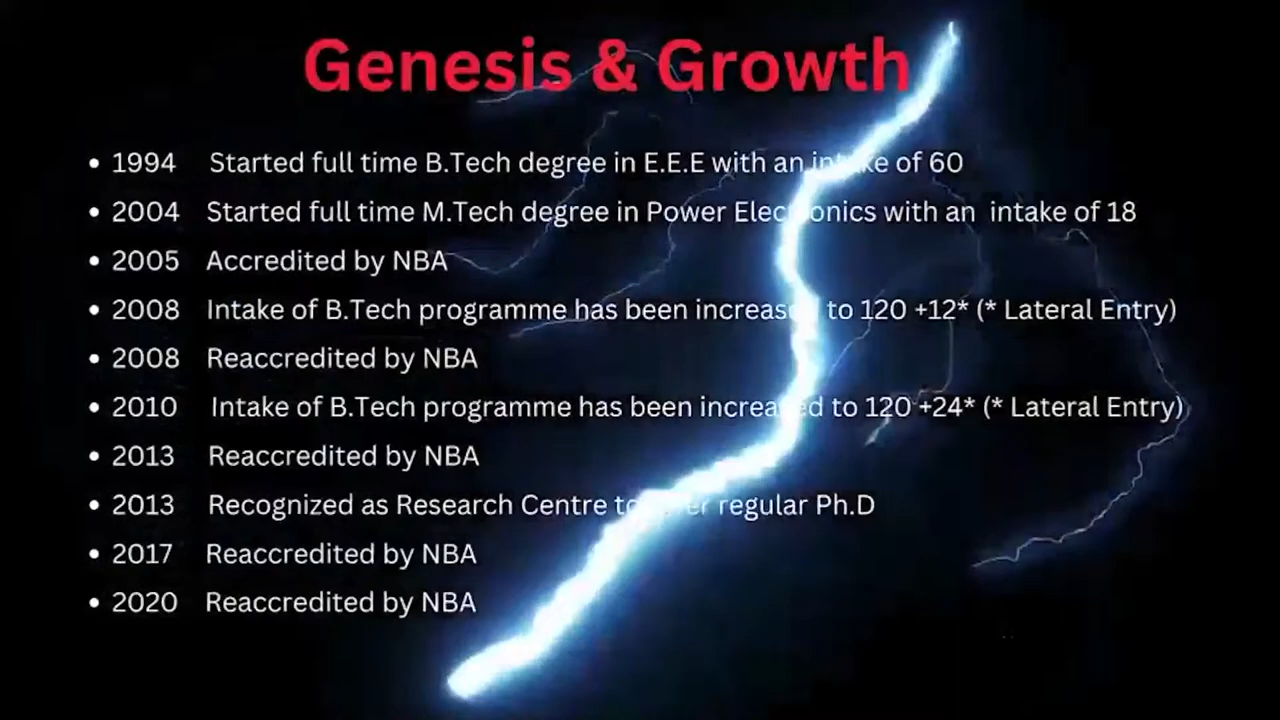 Genesis & Growth
• 1994 Started full time B.Tech degree in E.E.E with an intake of 60
• 2004 Started full time M.Tech degree in Power Electronics with an intake of 18
• 2005 Accredited by NBA
• 2008 Intake of B.Tech programme has been increased to 120 +12* (* Lateral Entry)
• 2008 Reaccredited by NBA
• 2010 Intake of B.Tech programme has been increased to 120 +24* (* Lateral Entry)
• 2013 Reaccredited by NBA
• 2013 Recognized as Research Centre to offer regular Ph.D
• 2017 Reaccredited by NBA
• 2020 Reaccredited by NBA